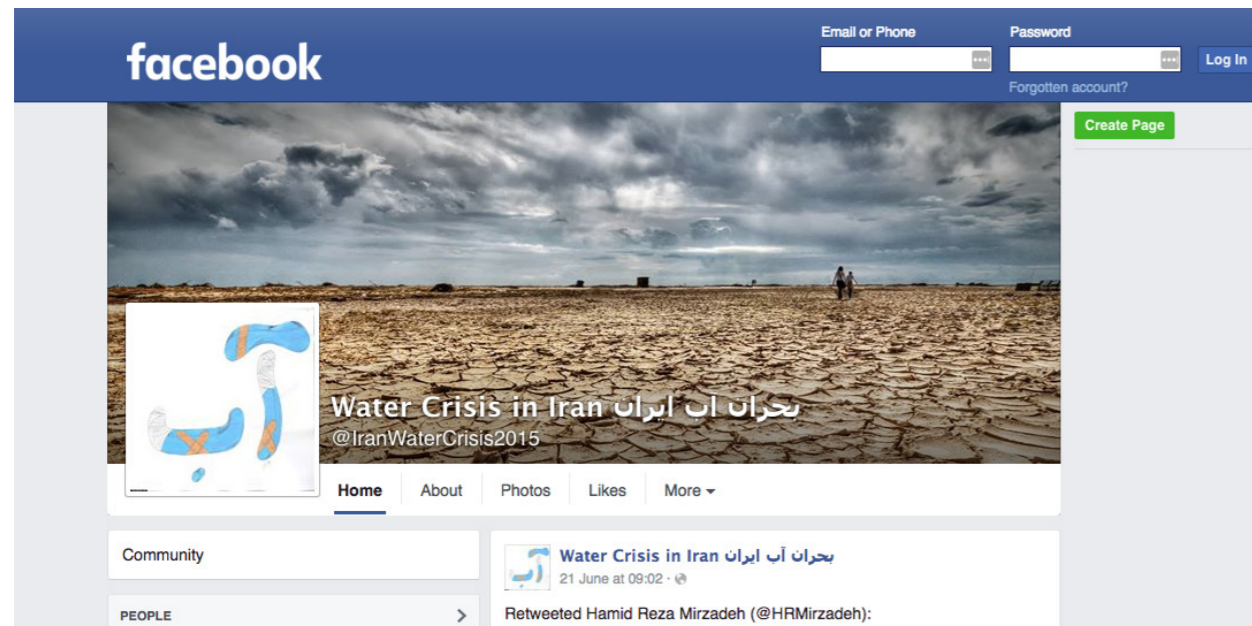 facebook
Email or Phone
Password
Log In
Forgotten account?
Create Page
آب
Water Crisis in Iran بحران آب ایران
@IranWaterCrisis2015
Home About Photos Likes More
Community
PEOPLE
Water Crisis in Iran بحران آب ایران
21 June at 09:02 ·
Retweeted Hamid Reza Mirzadeh (@HRMirzadeh):